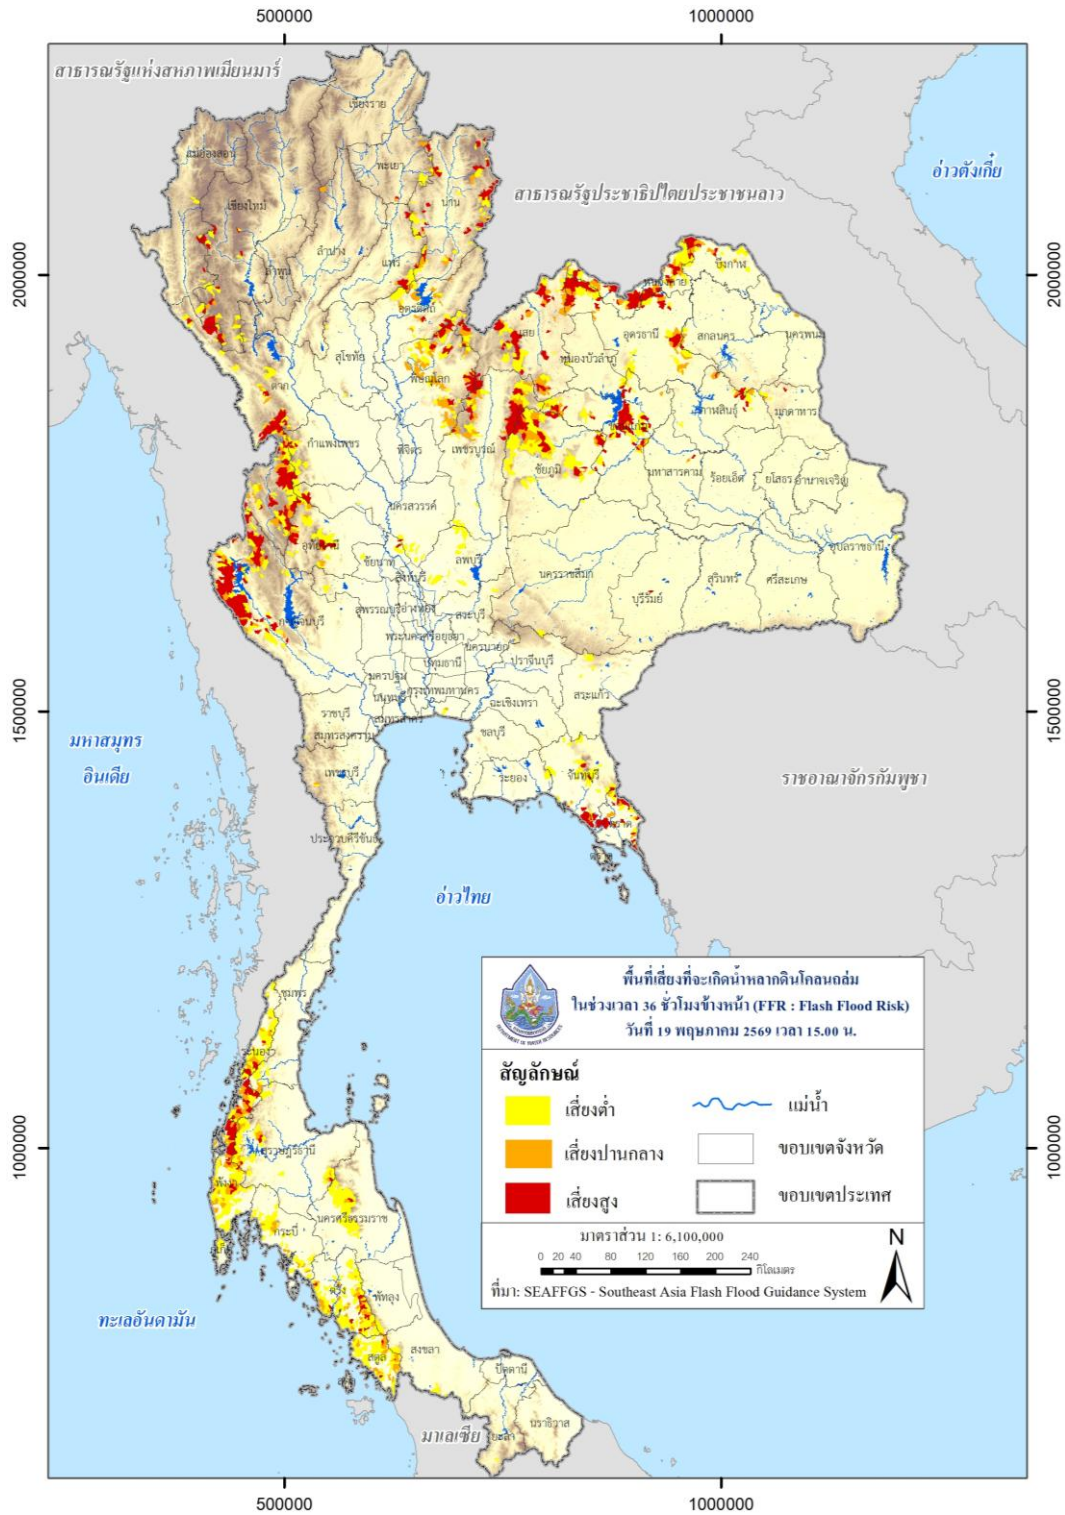 500000
1000000
สาธารณรัฐแห่งสหภาพเมียนมาร์
เชียงราย
แม่ฮ่องสอน
พะเยา
อ่าวตังเกี๋ย
สาธารณรัฐประชาธิปไตยประชาชนลาว
เชียงใหม่
น่าน
ลำปาง
แพร่
ลำพูน
บึงกาฬ
2000000
2000000
หนองคาย
อุตรดิตถ์
เลย
อุดรธานี
สกลนคร
นครพนม
สุโขทัย
หนองบัวลำภู
ตาก
พิษณุโลก
กาฬสินธุ์
มุกดาหาร
กำแพงเพชร
พิจิตร
เพชรบูรณ์
ชัยภูมิ
มหาสารคาม
ร้อยเอ็ด
ยโสธร
อำนาจเจริญ
นครสวรรค์
อุทัยธานี
อุบลราชธานี
ชัยนาท
ลพบุรี
สิงห์บุรี
นครราชสีมา
สุรินทร์
ศรีสะเกษ
บุรีรัมย์
กาญจนบุรี
สุพรรณบุรี
อ่างทอง
สระบุรี
พระนครศรีอยุธยา
นครนายก
ปทุมธานี
ปราจีนบุรี
นครปฐม
นนทบุรี
กรุงเทพมหานคร
ฉะเชิงเทรา
สระแก้ว
1500000
1500000
ราชบุรี
สมุทรสาคร
สมุทรสงคราม
ชลบุรี
มหาสมุทร
อินเดีย
เพชรบุรี
ระยอง
จันทบุรี
ราชอาณาจักรกัมพูชา
ประจวบคีรีขันธ์
ตราด
อ่าวไทย
ชุมพร
ระนอง
พื้นที่เสี่ยงที่จะเกิดน้ำหลากดินโคลนถล่ม
ในช่วงเวลา 36 ชั่วโมงข้างหน้า (FFR : Flash Flood Risk)
วันที่ 19 พฤษภาคม 2569 เวลา 15.00 น.
DEPARTMENT OF WATER RESOURCES
สัญลักษณ์
เสี่ยงต่ำ
แม่น้ำ
เสี่ยงปานกลาง
ขอบเขตจังหวัด
เสี่ยงสูง
ขอบเขตประเทศ
มาตราส่วน 1: 6,100,000
N
0 20 40 80 120 160 200 240
กิโลเมตร
ที่มา: SEAFFGS - Southeast Asia Flash Flood Guidance System
1000000
1000000
สุราษฎร์ธานี
พังงา
นครศรีธรรมราช
กระบี่
ภูเก็ต
ตรัง
พัทลุง
ทะเลอันดามัน
สตูล
สงขลา
ปัตตานี
นราธิวาส
ยะลา
มาเลเซีย
500000
1000000